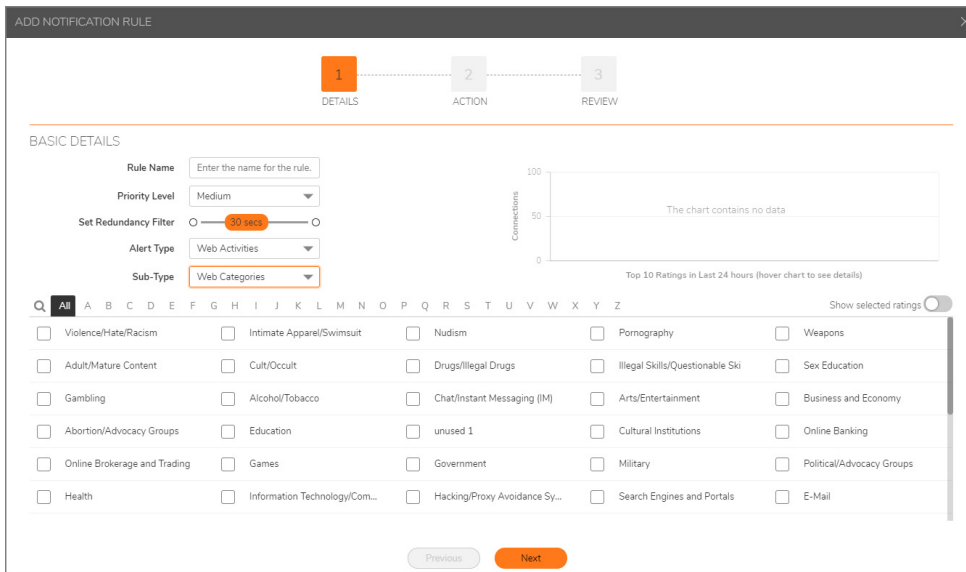 ADD NOTIFICATION RULE ×
1 2 3
DETAILS ACTION REVIEW
BASIC DETAILS
Rule Name Enter the name for the rule.
Priority Level Medium
Set Redundancy Filter 30 secs
Alert Type Web Activities
Sub-Type Web Categories
100
50
0
Connections
The chart contains no data
Top 10 Ratings in Last 24 hours (hover chart to see details)
All A B C D E F G H I J K L M N O P Q R S T U V W X Y Z Show selected ratings
Violence/Hate/Racism Intimate Apparel/Swimsuit Nudism Pornography Weapons
Adult/Mature Content Cult/Occult Drugs/Illegal Drugs Illegal Skills/Questionable Ski Sex Education
Gambling Alcohol/Tobacco Chat/Instant Messaging (IM) Arts/Entertainment Business and Economy
Abortion/Advocacy Groups Education unused 1 Cultural Institutions Online Banking
Online Brokerage and Trading Games Government Military Political/Advocacy Groups
Health Information Technology/Com... Hacking/Proxy Avoidance Sy... Search Engines and Portals E-Mail
Previous Next